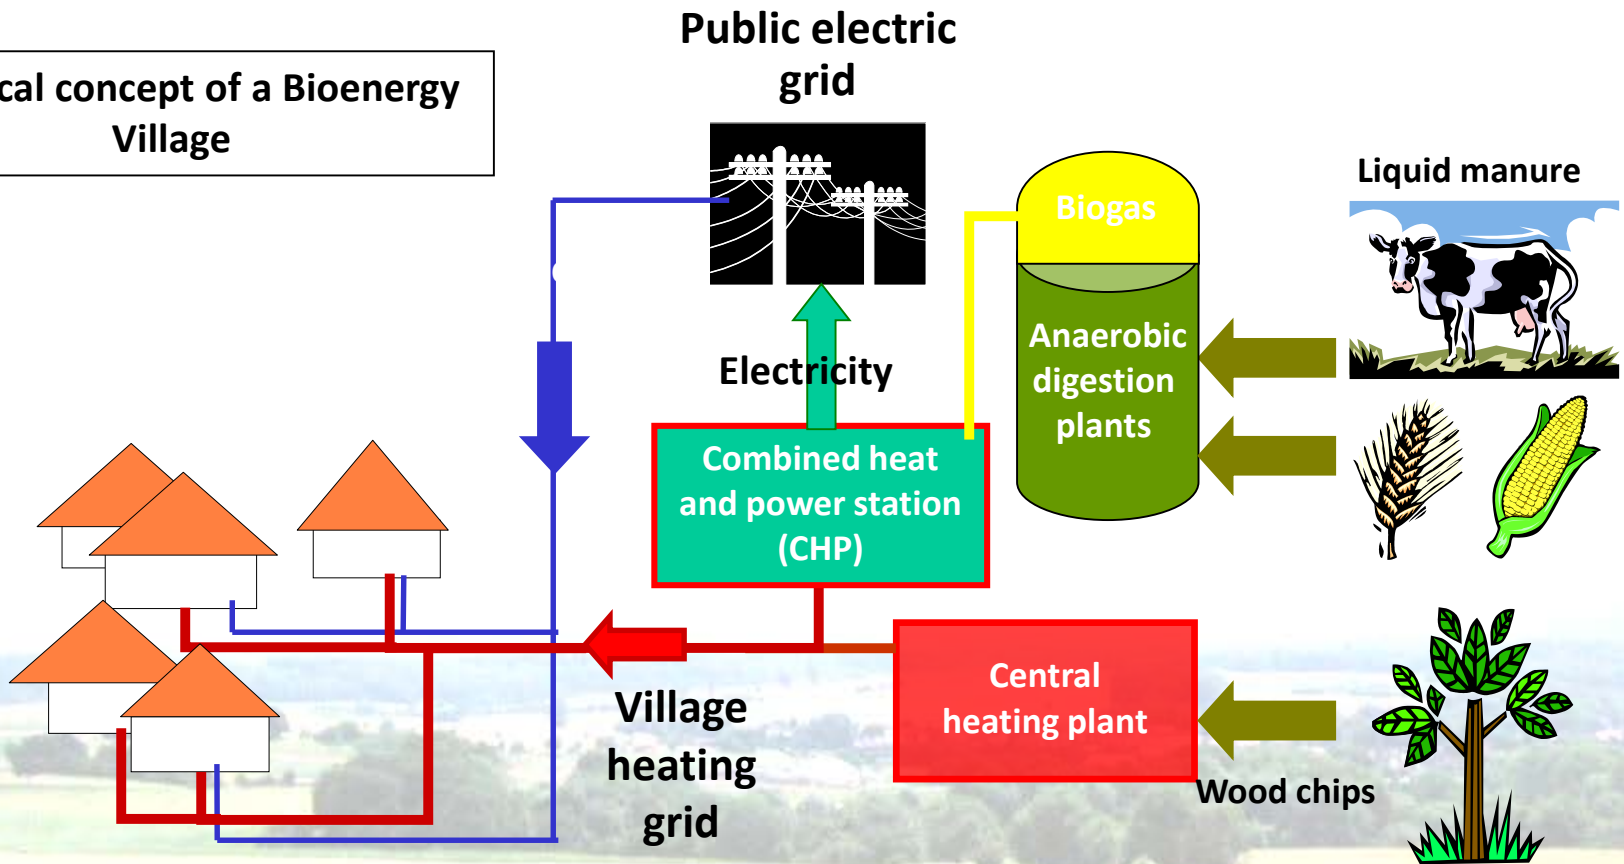 Public electric
grid
cal concept of a Bioenergy
Village
Liquid manure
Biogas
Anaerobic
digestion
plants
Electricity
Combined heat
and power station
(CHP)
Central
heating plant
Village
heating
grid
Wood chips